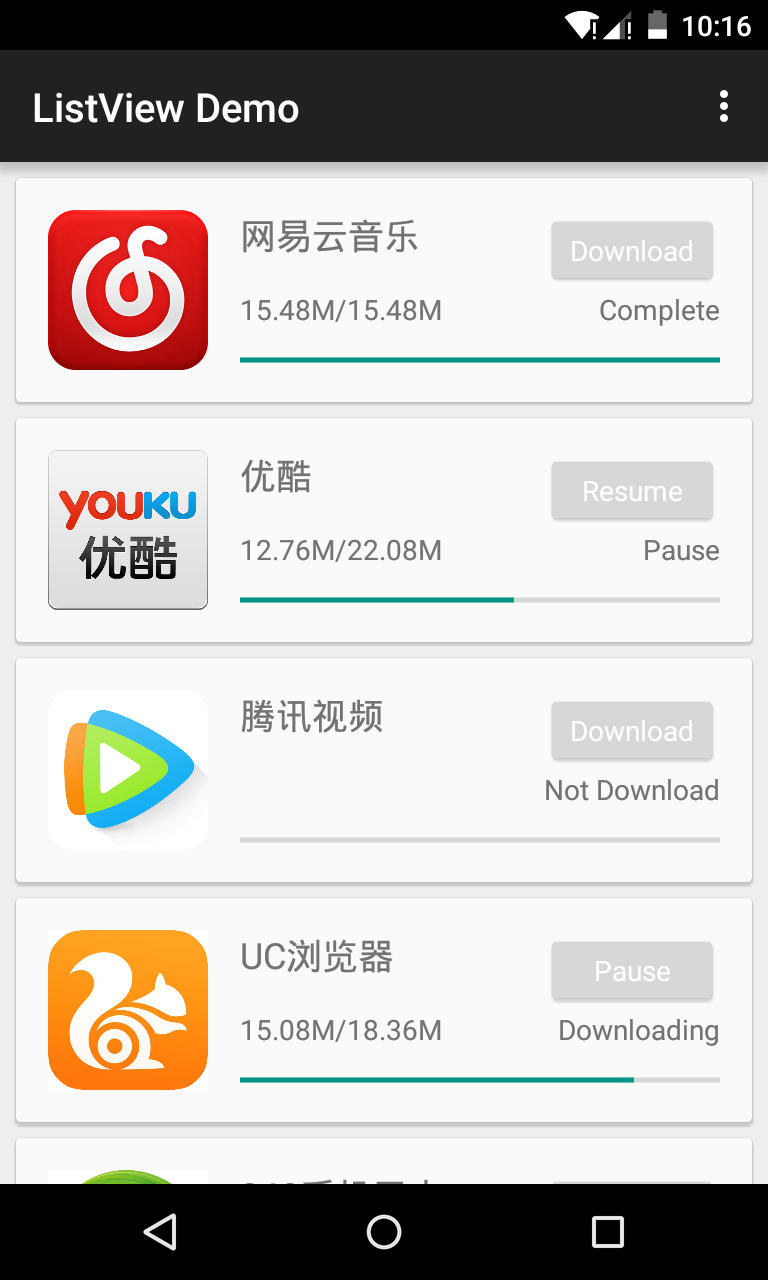 10:16
ListView Demo
网易云音乐
Download
15.48M/15.48M
Complete
YOUKU
优酷
优酷
Resume
12.76M/22.08M
Pause
腾讯视频
Download
Not Download
UC浏览器
Pause
15.08M/18.36M
Downloading